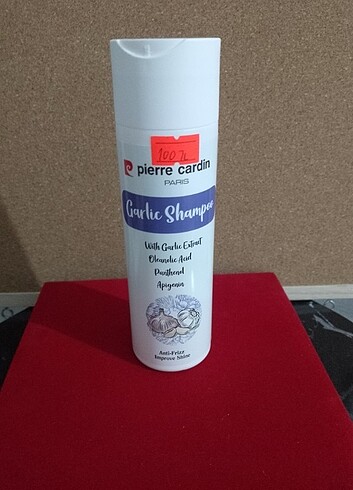 100 TL
pierre cardin
PARIS
Garlic Shampoo
With Garlic Extract
Oleanolic Acid
Panthenol
Apigenin
Anti-Frizz
Improve Shine